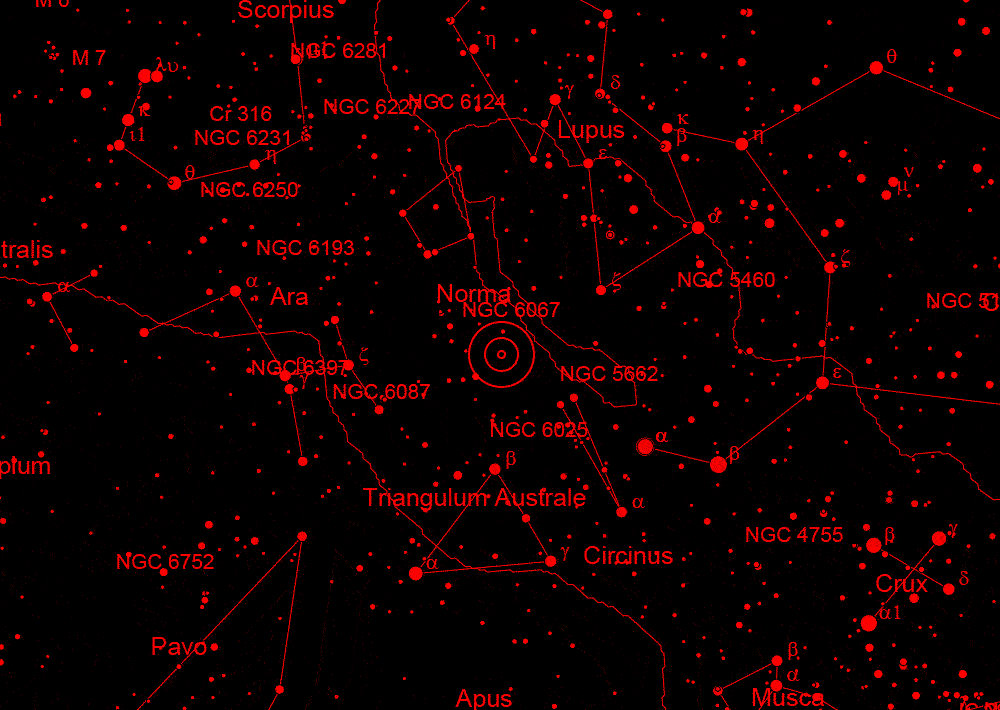 Scorpius
M 6
η
NGC 6281
M 7
λυ
θ
δ
γ
NGC 6227
NGC 6124
κ
Cr 316
κ
Lupus
β
η
NGC 6231
ι1
η
ε
θ
ν
μ
NGC 6250
α
NGC 6193
tralis
ζ
NGC 5460
ζ
α
α
Ara
Norma
NGC 6067
NGC 51
ζ
β
NGC 6397
γ
NGC 5662
ε
NGC 6087
NGC 6025
α
β
β
ptum
Triangulum Australe
α
NGC 4755
β
γ
γ
Circinus
NGC 6752
α
δ
Crux
α1
Pavo
β
α
Apus
Musca